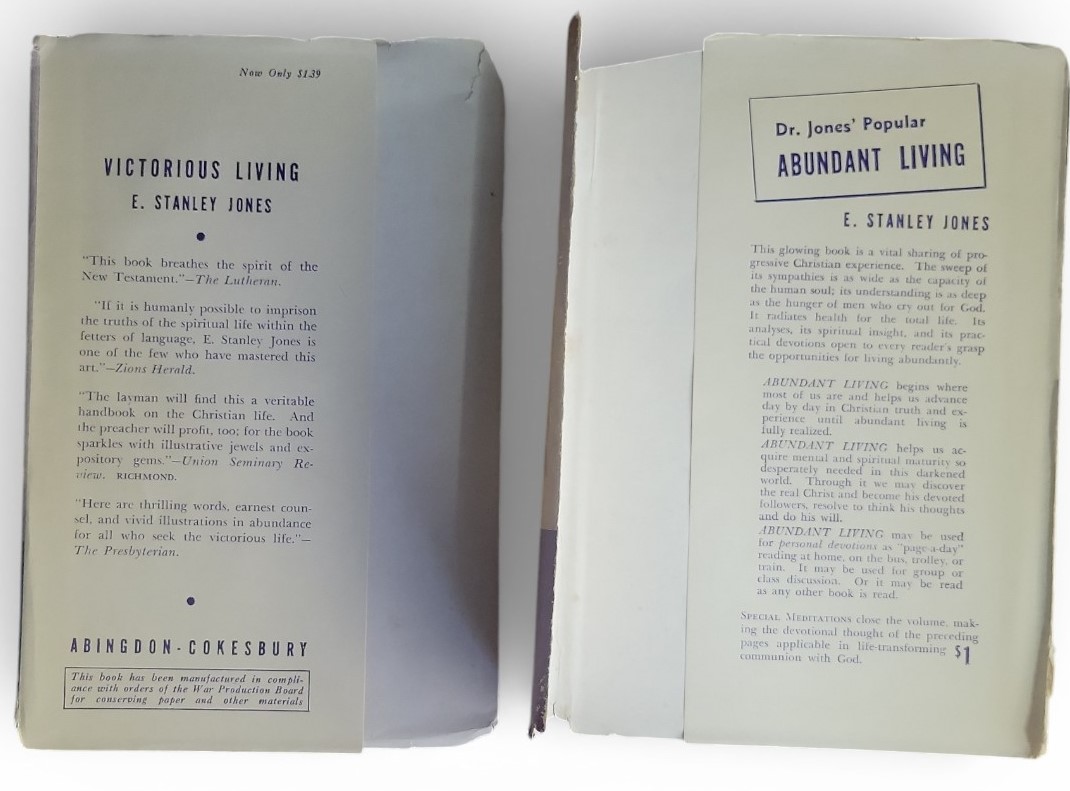 Now Only $1.39
VICTORIOUS LIVING
E. STANLEY JONES
"This book breathes the spirit of the
New Testament."—The Lutheran.
"If it is humanly possible to imprison
the truths of the spiritual life within the
fetters of language, E. Stanley Jones is
one of the few who have mastered this
art."—Zions Herald.
"The layman will find this a veritable
handbook on the Christian life. And
the preacher will profit, too; for the book
sparkles with illustrative jewels and ex-
pository gems."—Union Seminary Re-
view. RICHMOND.
"Here are thrilling words, earnest coun-
sel, and vivid illustrations in abundance
for all who seek the victorious life."—
The Presbyterian.
ABINGDON-COKESBURY
This book has been manufactured in compli-
ance with orders of the War Production Board
for conserving paper and other materials
Dr. Jones' Popular
ABUNDANT LIVING
E. STANLEY JONES
This glowing book is a vital sharing of pro-
gressive Christian experience. The sweep of
its sympathies is as wide as the capacity of
the human soul; its understanding is as deep
as the hunger of men who cry out for God.
It radiates health for the total life. Its
analyses, its spiritual insight, and its prac-
tical devotions open to every reader's grasp
the opportunities for living abundantly.
ABUNDANT LIVING begins where
most of us are and helps us advance
day by day in Christian truth and ex-
perience until abundant living is
fully realized.
ABUNDANT LIVING helps us ac-
quire mental and spiritual maturity so
desperately needed in this darkened
world. Through it we may discover
the real Christ and become his devoted
followers, resolve to think his thoughts
and do his will.
ABUNDANT LIVING may be used
for personal devotions as "page-a-day"
reading at home, on the bus, trolley, or
train. It may be used for group or
class discussion. Or it may be read
as any other book is read.
SPECIAL MEDITATIONS close the volume, mak-
ing the devotional thought of the preceding
pages applicable in life-transforming
communion with God.
$1